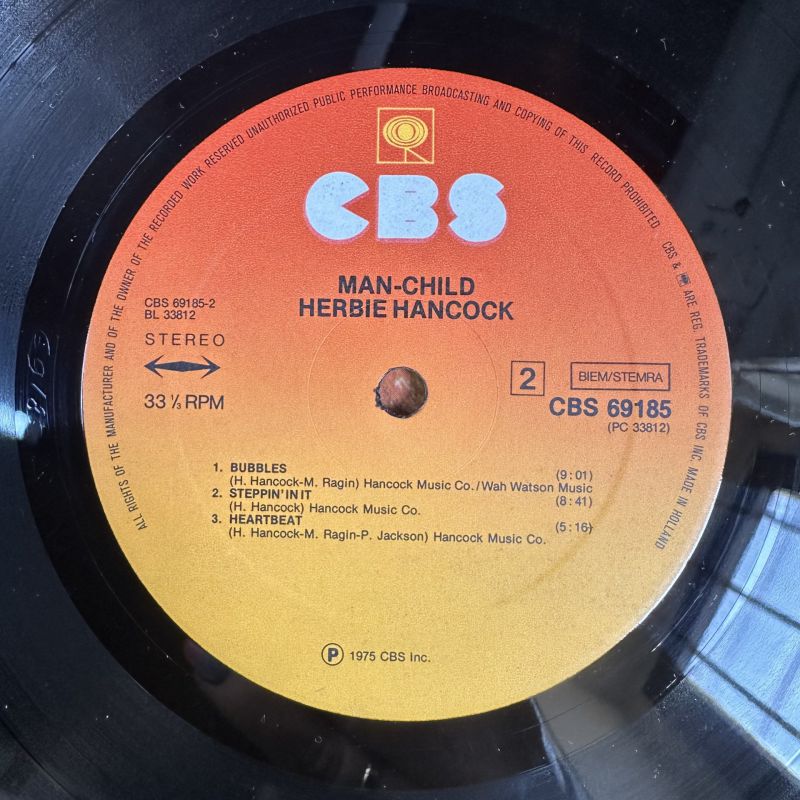 ALL RIGHTS OF THE MANUFACTURER AND OF THE OWNER OF THE RECORDED WORK RESERVED UNAUTHORIZED PUBLIC PERFORMANCE BROADCASTING AND COPYING OF THIS RECORD PROHIBITED
CBS & ARE REG. TRADEMARKS OF CBS INC. MADE IN HOLLAND
CBS
MAN-CHILD
HERBIE HANCOCK
CBS 69185-2
BL 33812
STEREO
33 ⅓ RPM
2
BIEM/STEMRA
CBS 69185
(PC 33812)
1. BUBBLES (9:01)
(H. Hancock-M. Ragin) Hancock Music Co./Wah Watson Music
2. STEPPIN' IN IT (8:41)
(H. Hancock) Hancock Music Co.
3. HEARTBEAT (5:16)
(H. Hancock-M. Ragin-P. Jackson) Hancock Music Co.
Ⓟ 1975 CBS Inc.